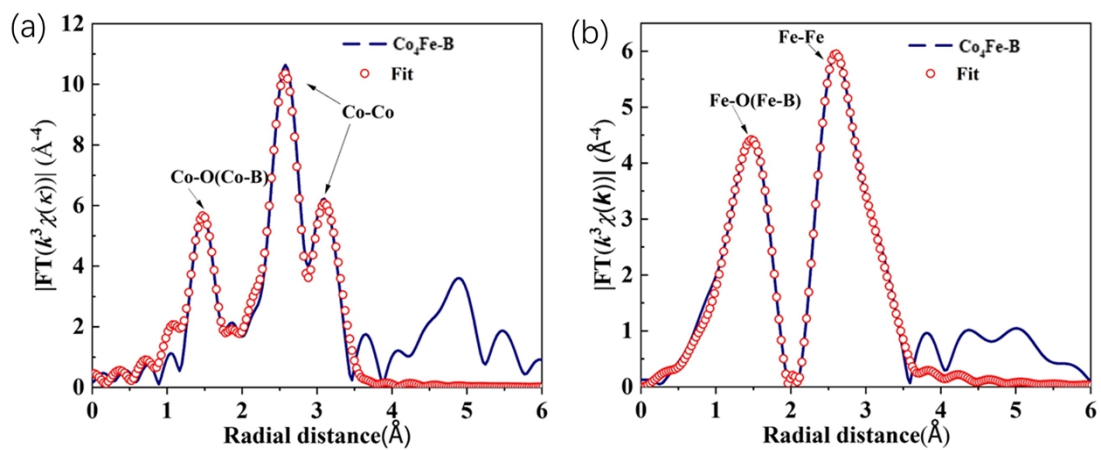 (a)
12
10
8
6
4
2
0
|FT(k³χ(κ))| (Å⁻⁴)
Co₄Fe-B
Fit
Co-Co
Co-O(Co-B)
0 1 2 3 4 5 6
Radial distance(Å)
(b)
6
5
4
3
2
1
0
|FT(k³χ(k))| (Å⁻⁴)
Fe-Fe
Co₄Fe-B
Fit
Fe-O(Fe-B)
0 1 2 3 4 5 6
Radial distance(Å)